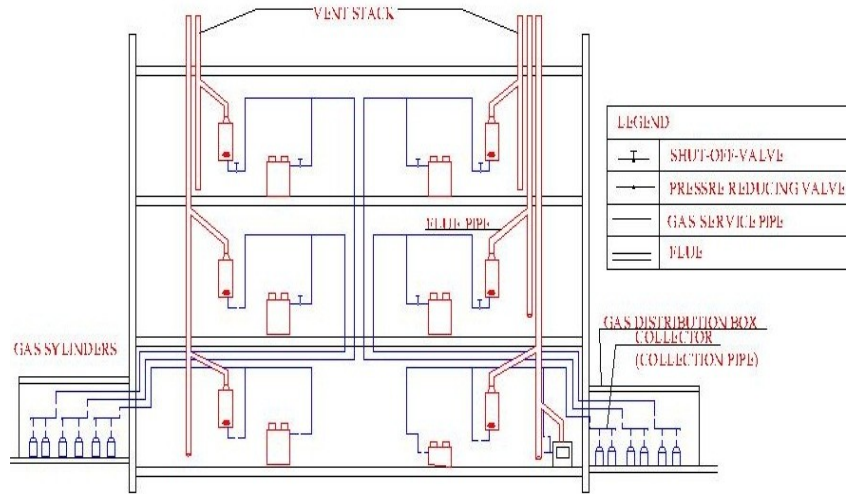 VENT STACK
LEGEND
SHUT-OFF-VALVE
PRESSRE REDUCING VALVE
GAS SERVICE PIPE
FLUE
FLUE PIPE
GAS DISTRIBUTION BOX
COLLECTOR
(COLLECTION PIPE)
GAS SYLINDERS